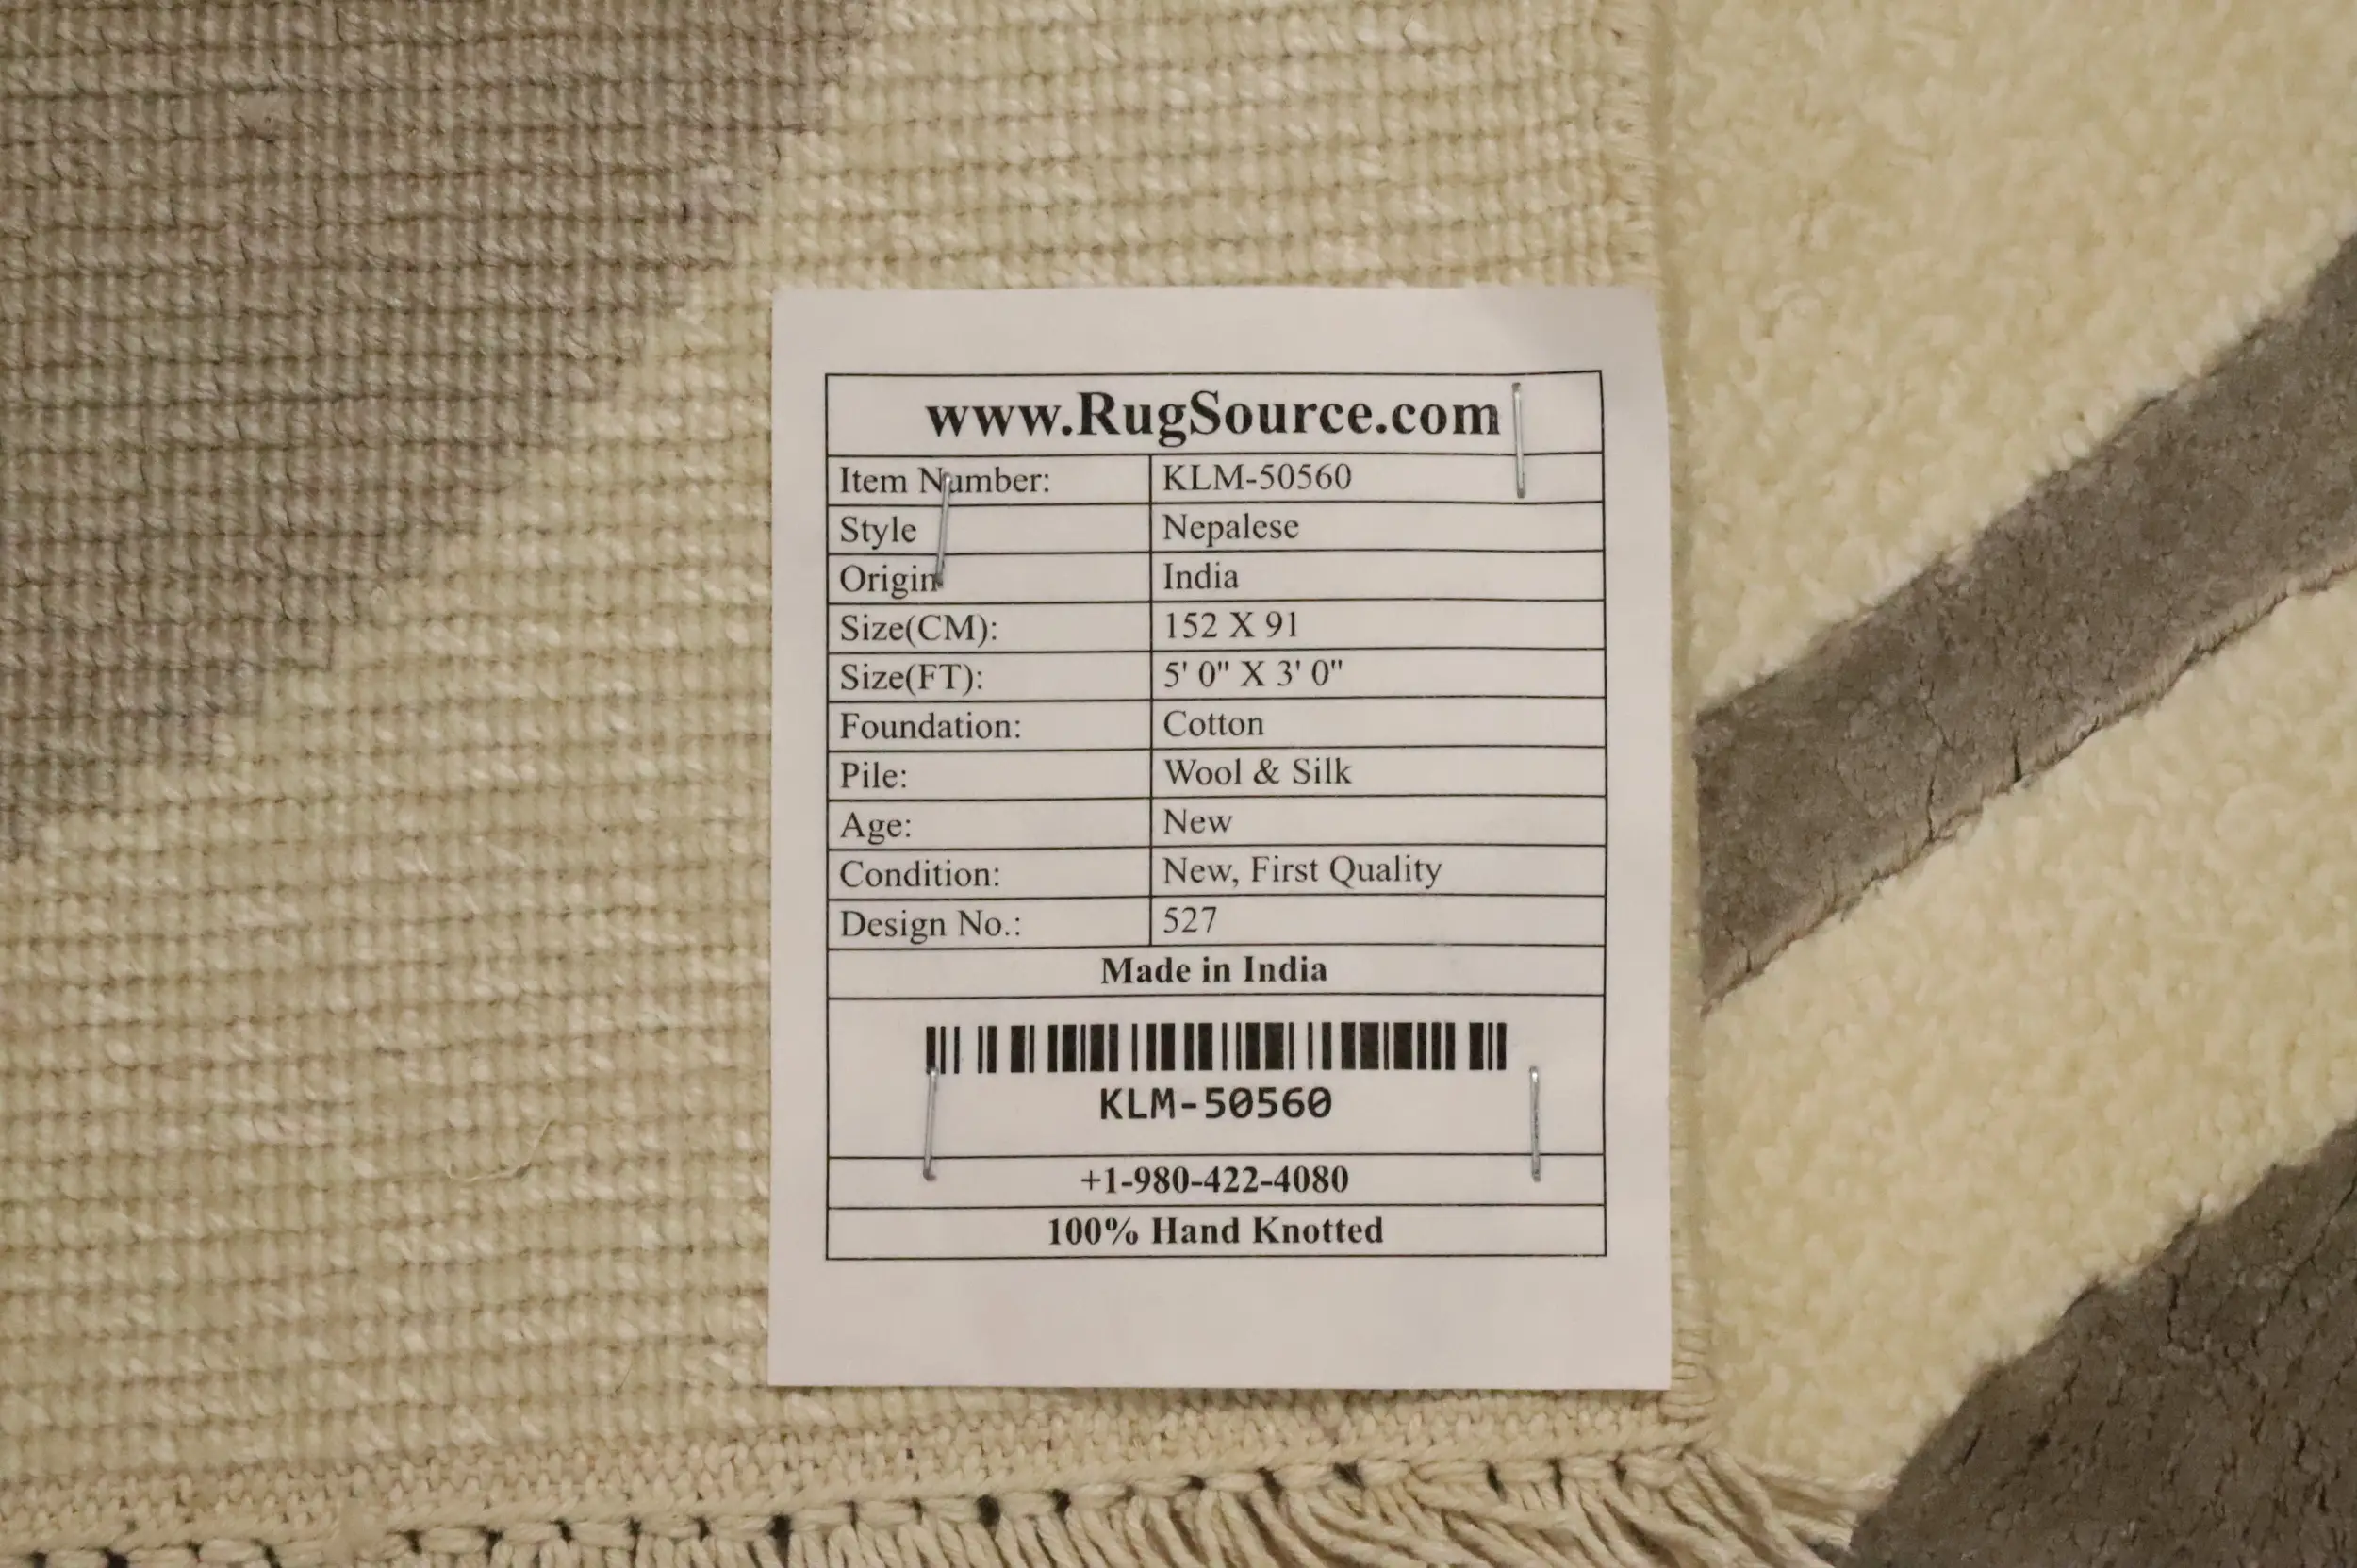 www.RugSource.com
Item Number: KLM-50560
Style Nepalese
Origin India
Size(CM): 152 X 91
Size(FT): 5' 0" X 3' 0"
Foundation: Cotton
Pile: Wool & Silk
Age: New
Condition: New, First Quality
Design No.: 527
Made in India
KLM-50560
+1-980-422-4080
100% Hand Knotted